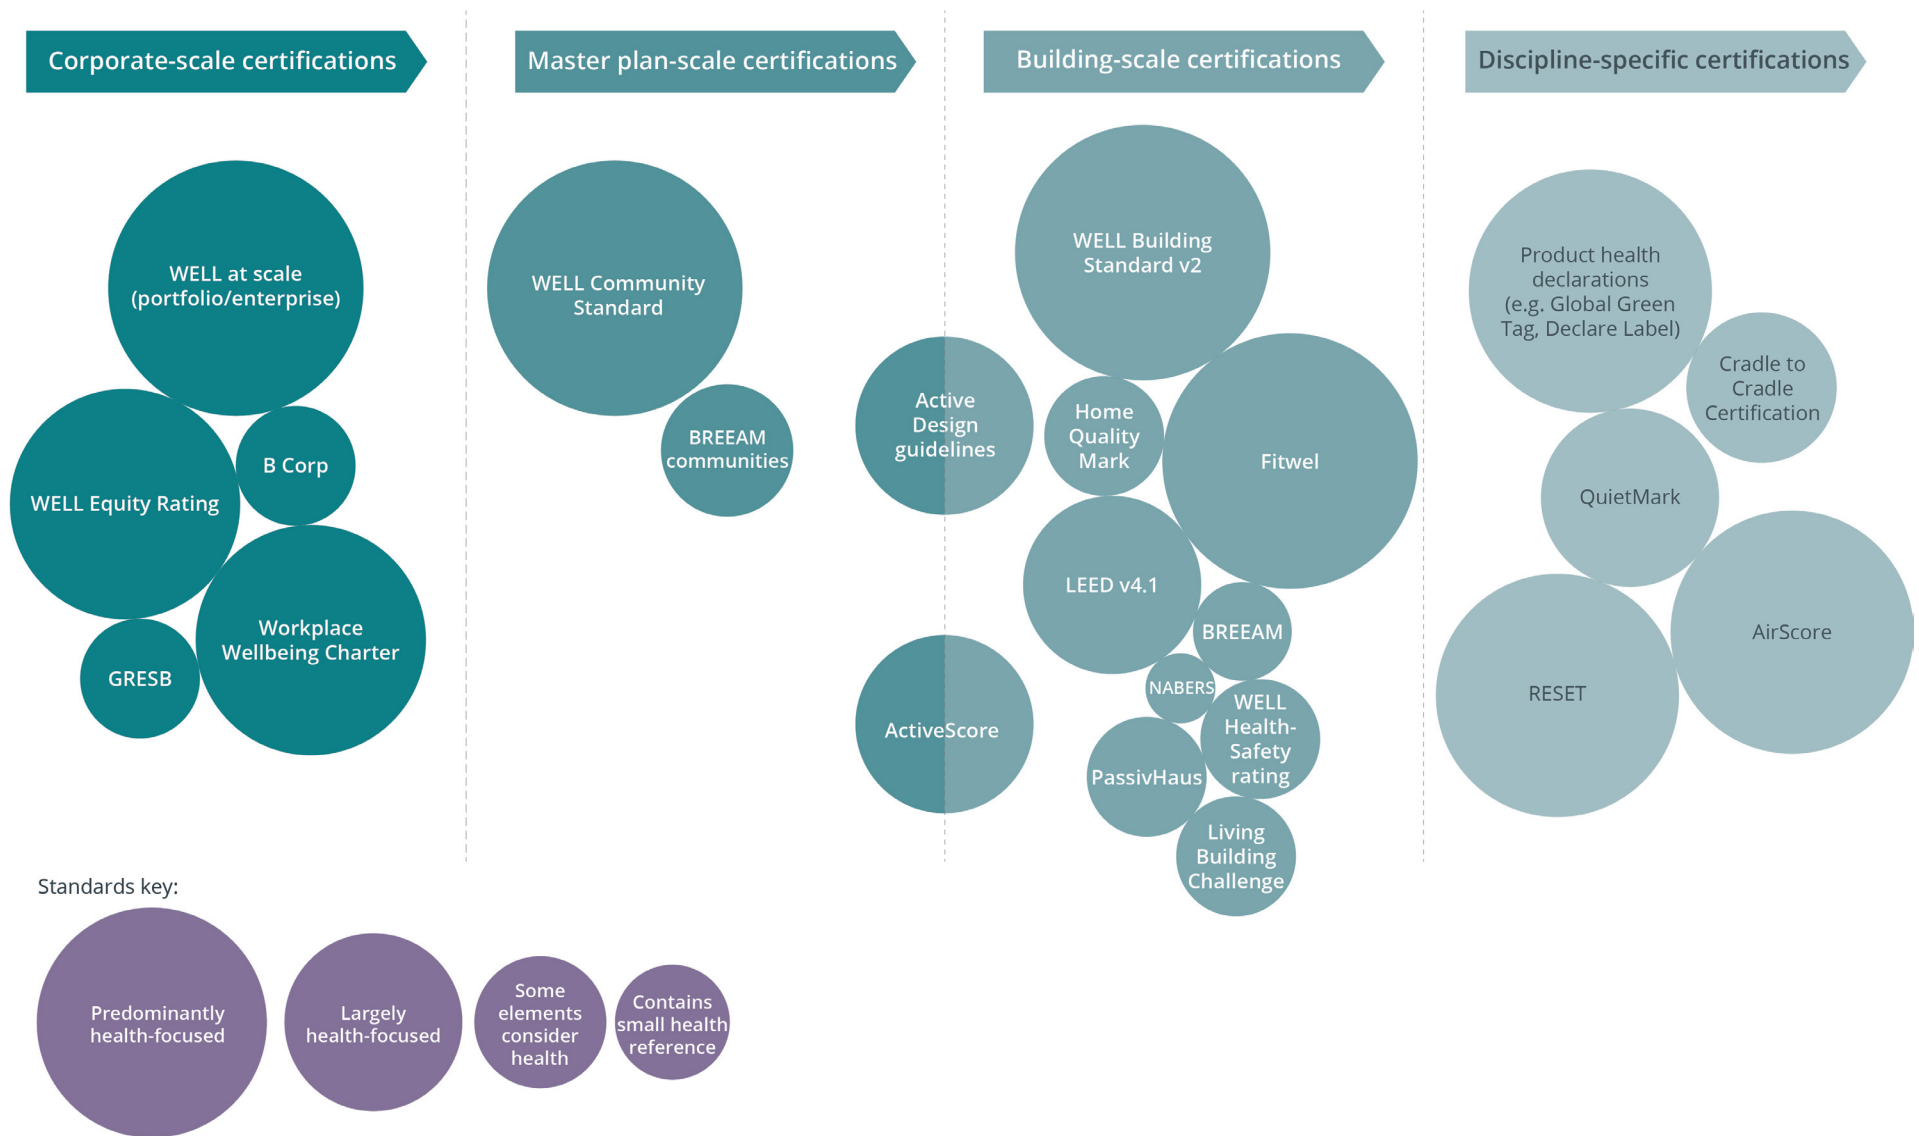 Corporate-scale certifications
Master plan-scale certifications
Building-scale certifications
Discipline-specific certifications
WELL at scale
(portfolio/enterprise)
WELL Equity Rating
B Corp
Workplace
Wellbeing Charter
GRESB
WELL Community
Standard
BREEAM
communities
Active
Design
guidelines
ActiveScore
WELL Building
Standard v2
Home
Quality
Mark
Fitwel
LEED v4.1
BREEAM
NABERS
WELL
Health-
Safety
rating
PassivHaus
Living
Building
Challenge
Product health
declarations
(e.g. Global Green
Tag, Declare Label)
Cradle to
Cradle
Certification
QuietMark
AirScore
RESET
Standards key:
Predominantly
health-focused
Largely
health-focused
Some
elements
consider
health
Contains
small health
reference